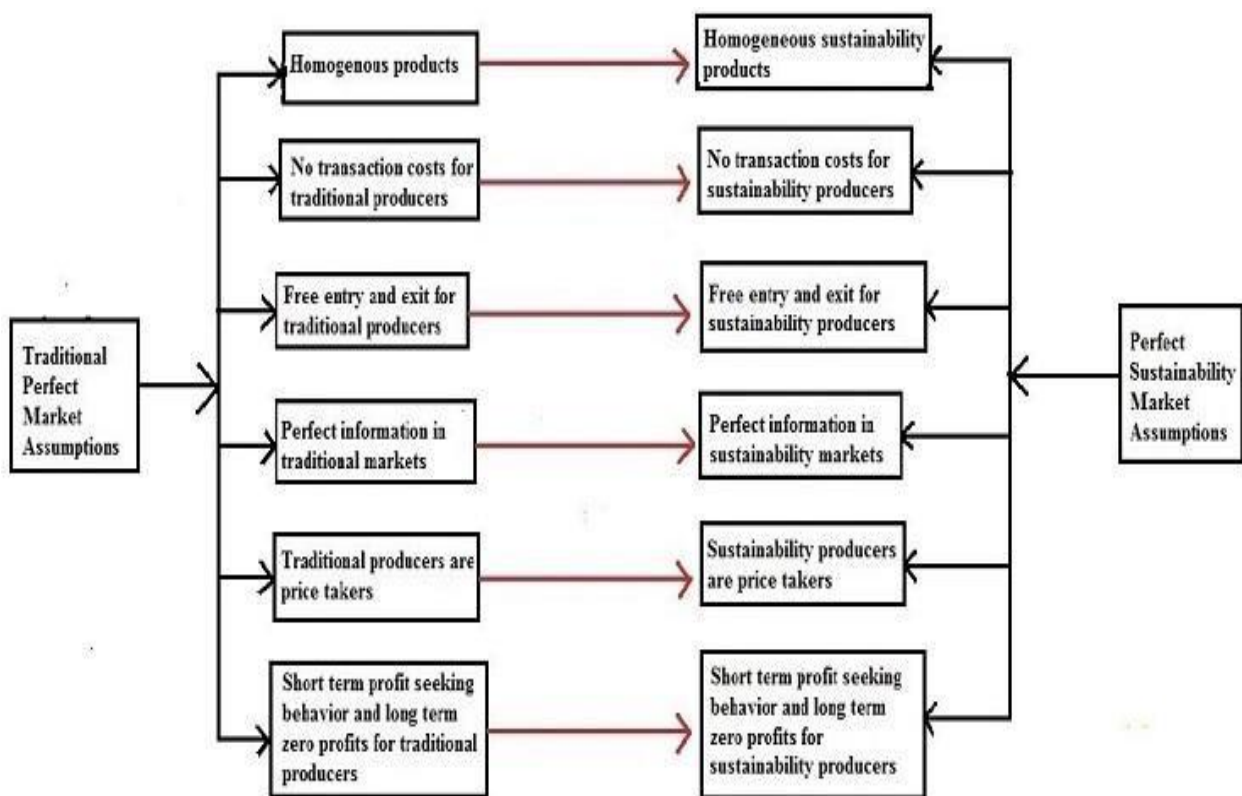 Homogenous products
Homogeneous sustainability
products
No transaction costs for
traditional producers
No transaction costs for
sustainability producers
Free entry and exit for
traditional producers
Free entry and exit for
sustainability producers
Traditional
Perfect
Market
Assumptions
Perfect
Sustainability
Market
Assumptions
Perfect information in
traditional markets
Perfect information in
sustainability markets
Traditional producers are
price takers
Sustainability producers
are price takers
Short term profit seeking
behavior and long term
zero profits for traditional
producers
Short term profit seeking
behavior and long term
zero profits for
sustainability producers